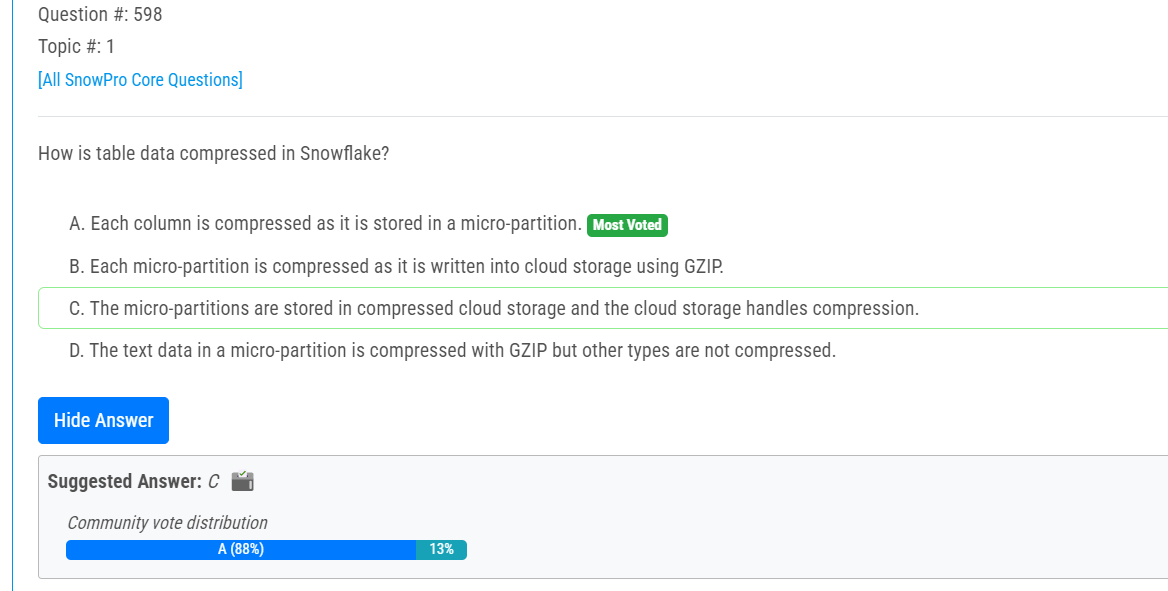 Question #: 598
Topic #: 1
[All SnowPro Core Questions]
How is table data compressed in Snowflake?
A. Each column is compressed as it is stored in a micro-partition. Most Voted
B. Each micro-partition is compressed as it is written into cloud storage using GZIP.
C. The micro-partitions are stored in compressed cloud storage and the cloud storage handles compression.
D. The text data in a micro-partition is compressed with GZIP but other types are not compressed.
Hide Answer
Suggested Answer: C
Community vote distribution
A (88%) 13%